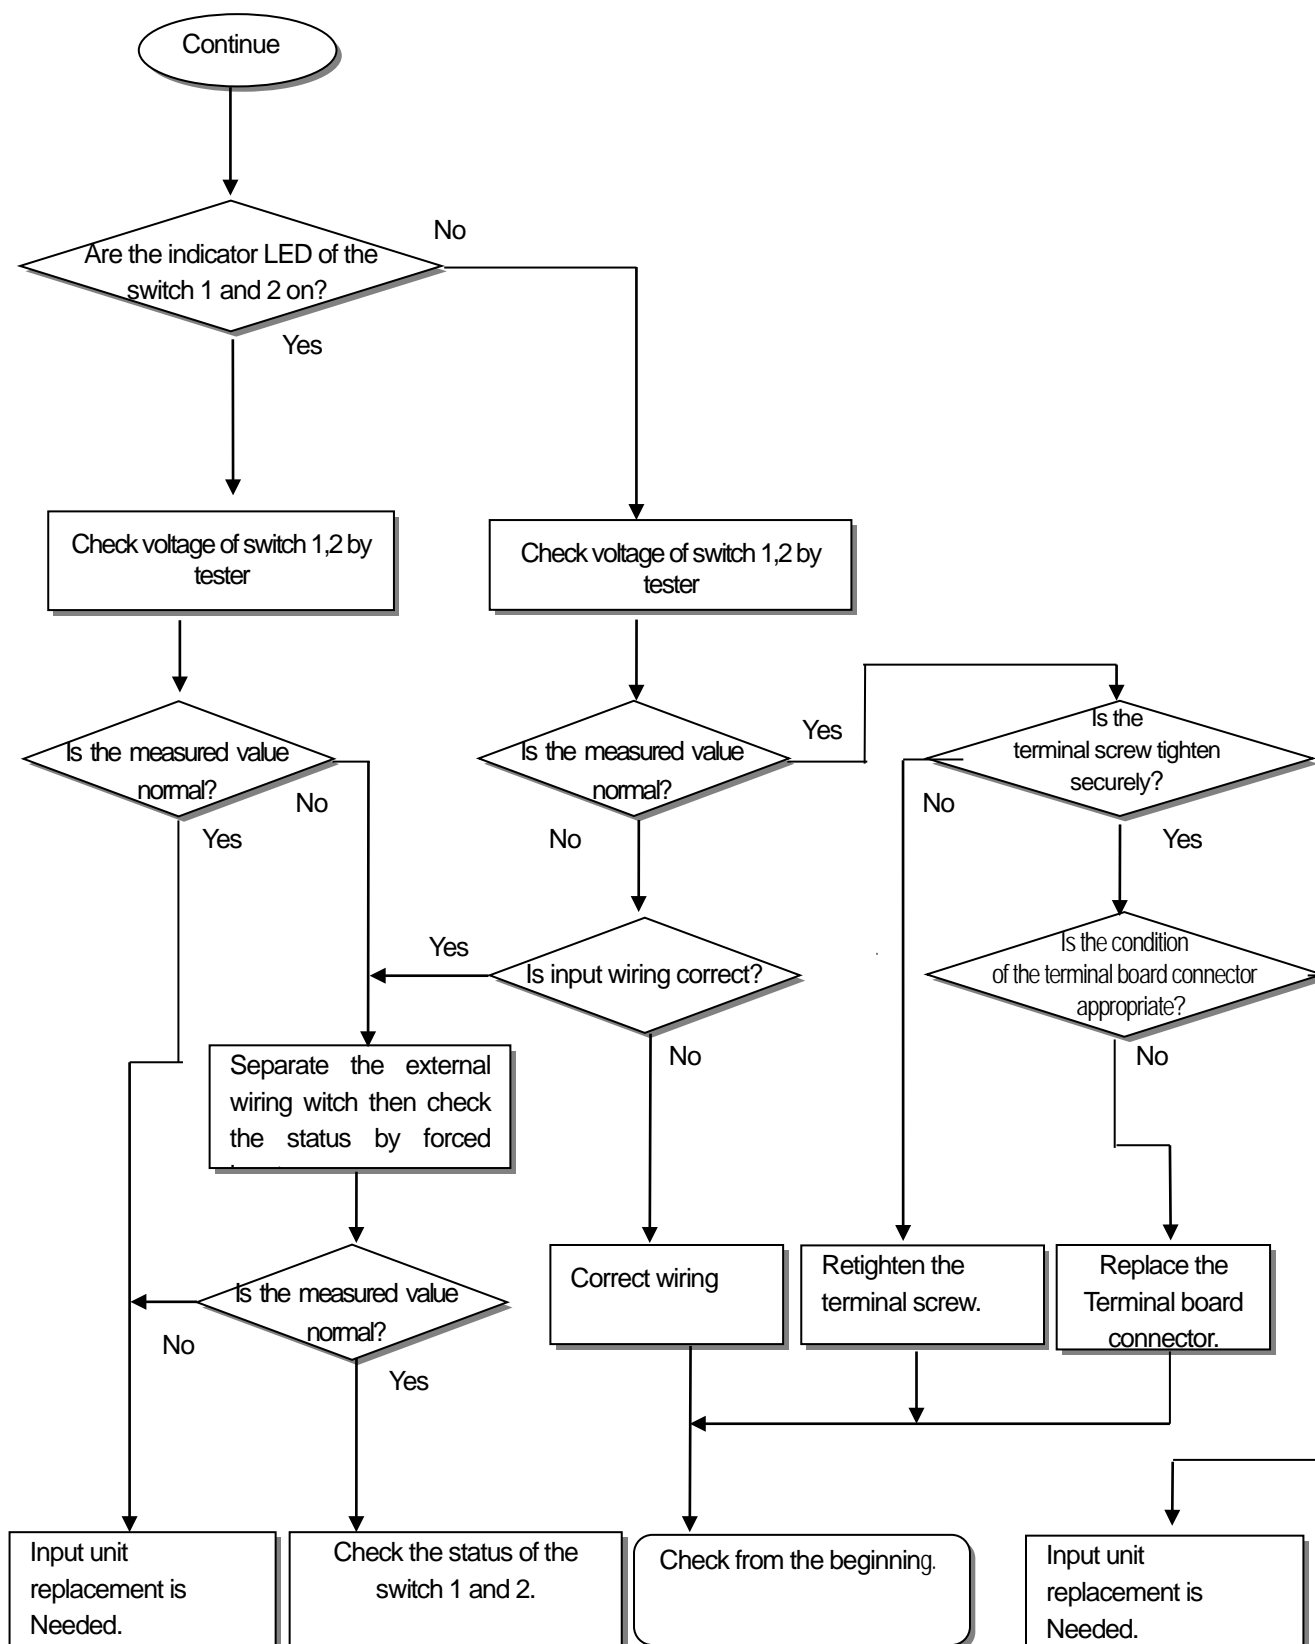 Continue
No
Are the indicator LED of the
switch 1 and 2 on?
Yes
Check voltage of switch 1,2 by
tester
Check voltage of switch 1,2 by
tester
Is the measured value
normal?
No
Yes
Is the measured value
normal?
Yes
No
Is the
terminal screw tighten
securely?
No
Yes
Yes
Is input wiring correct?
No
Is the condition
of the terminal board connector
appropriate?
No
Separate the external
wiring witch then check
the status by forced
Is the measured value
normal?
No
Yes
Correct wiring
Retighten the
terminal screw.
Replace the
Terminal board
connector.
Input unit
replacement is
Needed.
Check the status of the
switch 1 and 2.
Check from the beginning.
Input unit
replacement is
Needed.